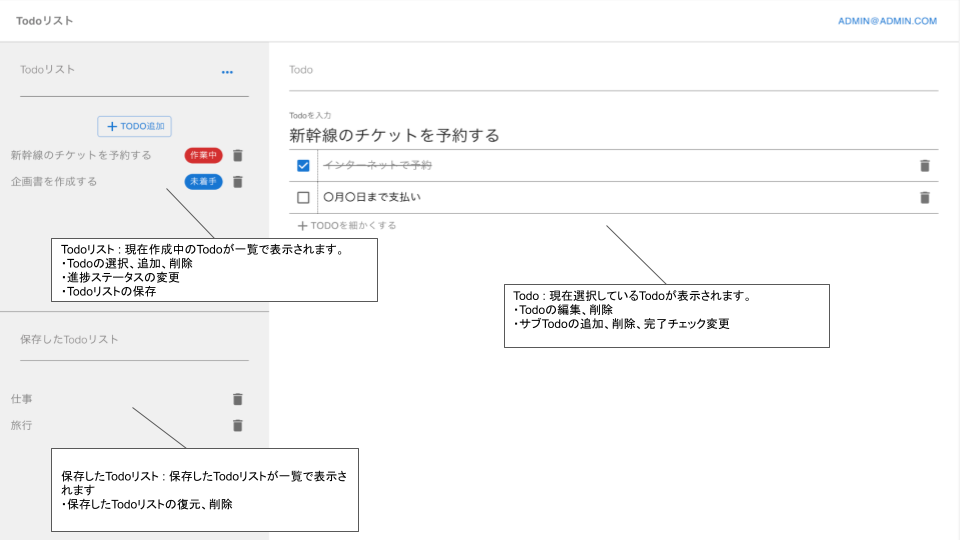 Todoリスト
ADMIN@ADMIN.COM
Todoリスト
•••
+ TODO追加
新幹線のチケットを予約する 作業中
企画書を作成する 未着手
Todoリスト : 現在作成中のTodoが一覧で表示されます。
・Todoの選択、追加、削除
・進捗ステータスの変更
・Todoリストの保存
保存したTodoリスト
仕事
旅行
保存したTodoリスト : 保存したTodoリストが一覧で表示さ
れます
・保存したTodoリストの復元、削除
Todo
Todoを入力
新幹線のチケットを予約する
インターネットで予約
〇月〇日まで支払い
+ TODOを細かくする
Todo : 現在選択しているTodoが表示されます。
・Todoの編集、削除
・サブTodoの追加、削除、完了チェック変更